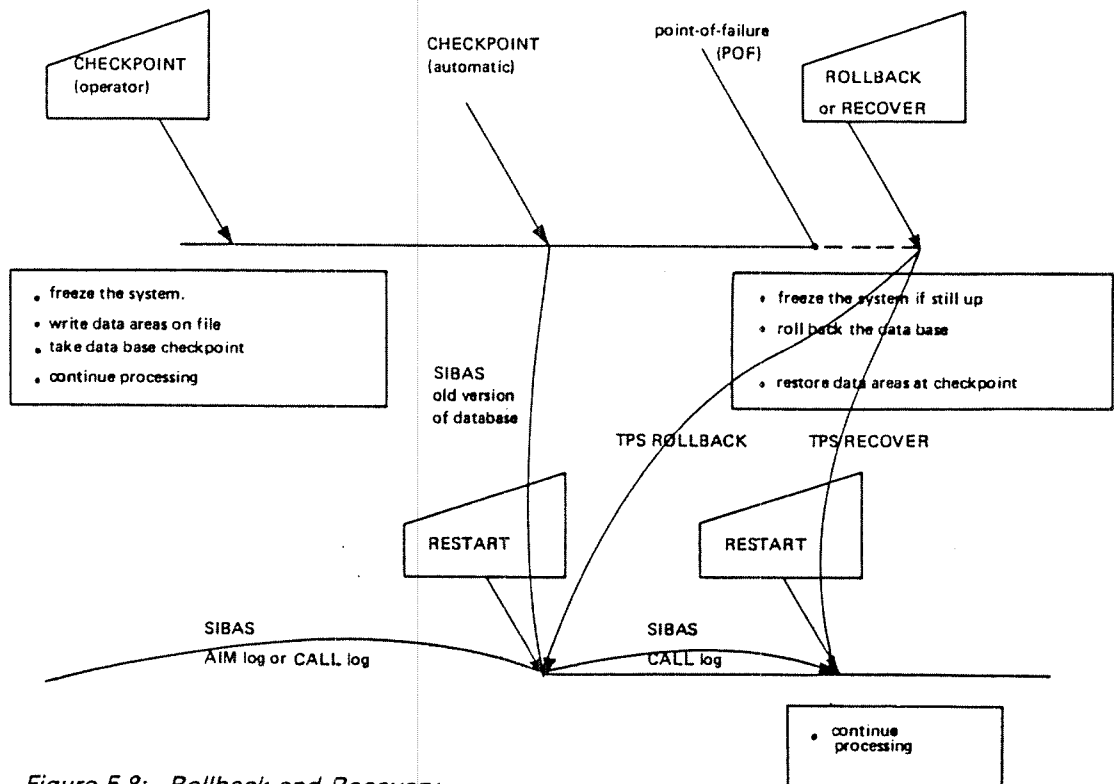 CHECKPOINT
(operator)
CHECKPOINT
(automatic)
point-of-failure
(POF)
ROLLBACK
or RECOVER
• freeze the system.
• write data areas on file
• take data base checkpoint
• continue processing
• freeze the system if still up
• roll back the data base
• restore data areas at checkpoint
SIBAS
old version
of database
TPS ROLLBACK
TPS RECOVER
RESTART
RESTART
SIBAS
AIM log or CALL log
SIBAS
CALL log
• continue
processing
Figure 5.8: Rollback and Recovery